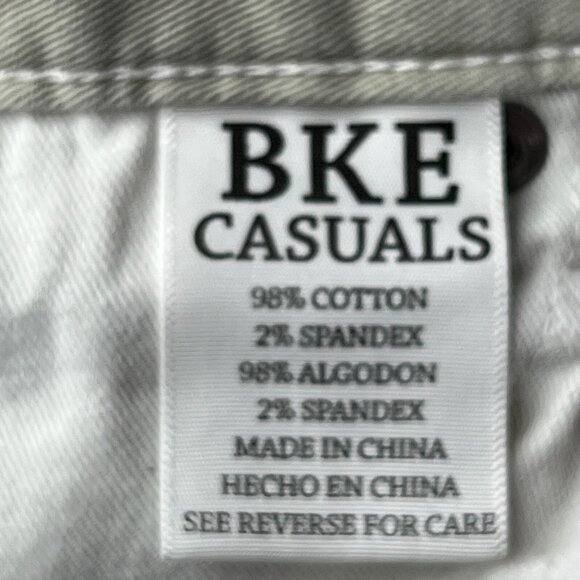 BKE
CASUALS
98% COTTON
2% SPANDEX
98% ALGODON
2% SPANDEX
MADE IN CHINA
HECHO EN CHINA
SEE REVERSE FOR CARE